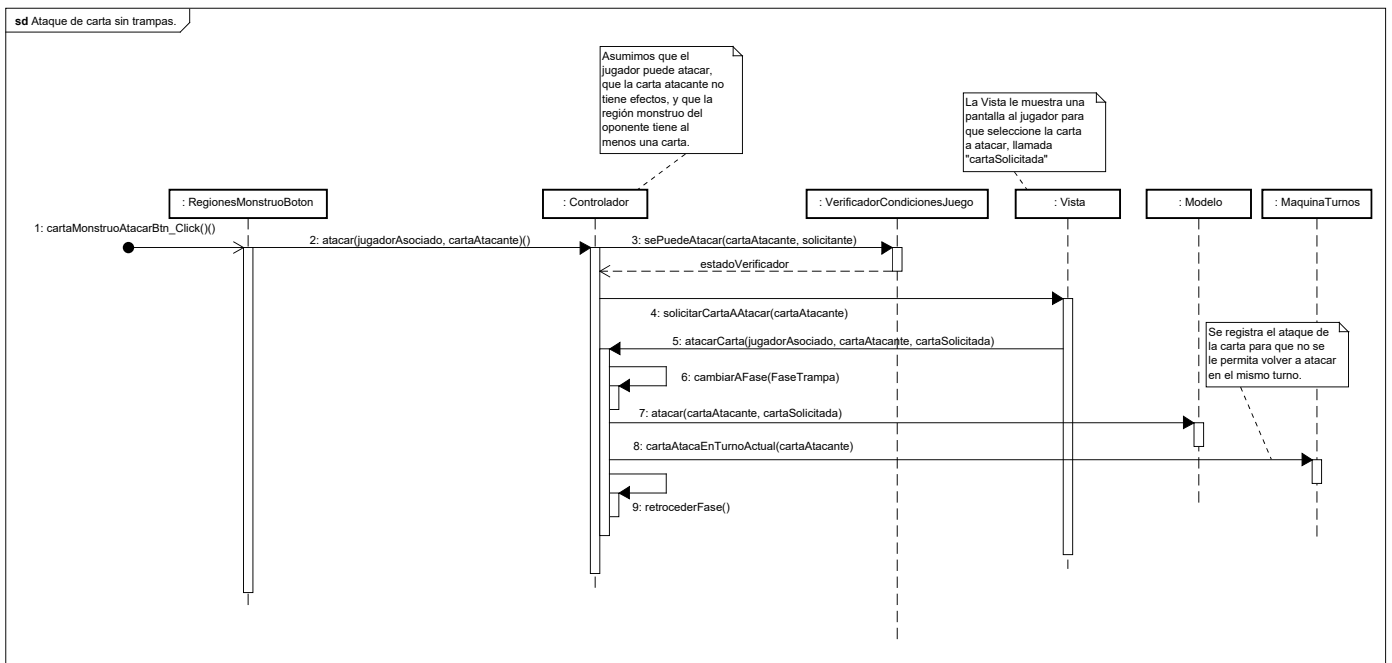 sd Ataque de carta sin trampas.
Asumimos que el
jugador puede atacar,
que la carta atacante no
tiene efectos, y que la
región monstruo del
oponente tiene al
menos una carta.
La Vista le muestra una
pantalla al jugador para
que seleccione la carta
a atacar, llamada
"cartaSolicitada"
: RegionesMonstruoBoton
: Controlador
: VerificadorCondicionesJuego
: Vista
: Modelo
: MaquinaTurnos
1: cartaMonstruoAtacarBtn_Click()()
2: atacar(jugadorAsociado, cartaAtacante)()
3: sePuedeAtacar(cartaAtacante, solicitante)
estadoVerificador
4: solicitarCartaAAtacar(cartaAtacante)
Se registra el ataque de
la carta para que no se
le permita volver a atacar
en el mismo turno.
5: atacarCarta(jugadorAsociado, cartaAtacante, cartaSolicitada)
6: cambiarAFase(FaseTrampa)
7: atacar(cartaAtacante, cartaSolicitada)
8: cartaAtacaEnTurnoActual(cartaAtacante)
9: retrocederFase()